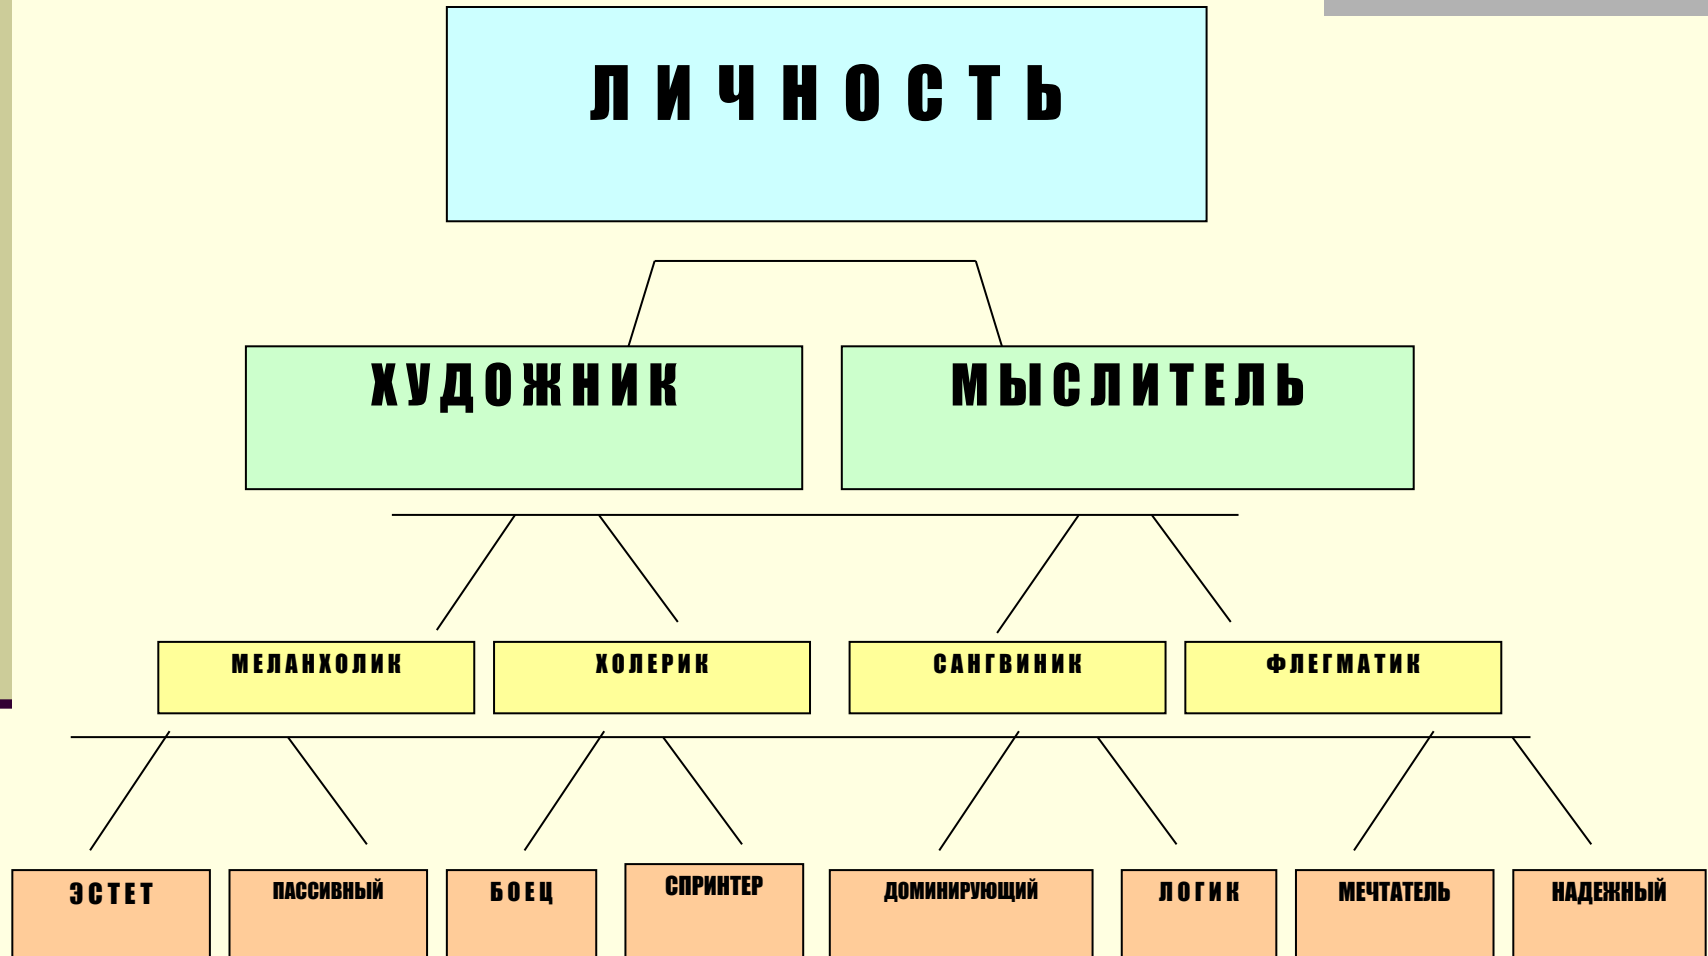 ЛИЧНОСТЬ
ХУДОЖНИК
МЫСЛИТЕЛЬ
МЕЛАНХОЛИК
ХОЛЕРИК
САНГВИНИК
ФЛЕГМАТИК
ЭСТЕТ
ПАССИВНЫЙ
БОЕЦ
СПРИНТЕР
ДОМИНИРУЮЩИЙ
ЛОГИК
МЕЧТАТЕЛЬ
НАДЕЖНЫЙ